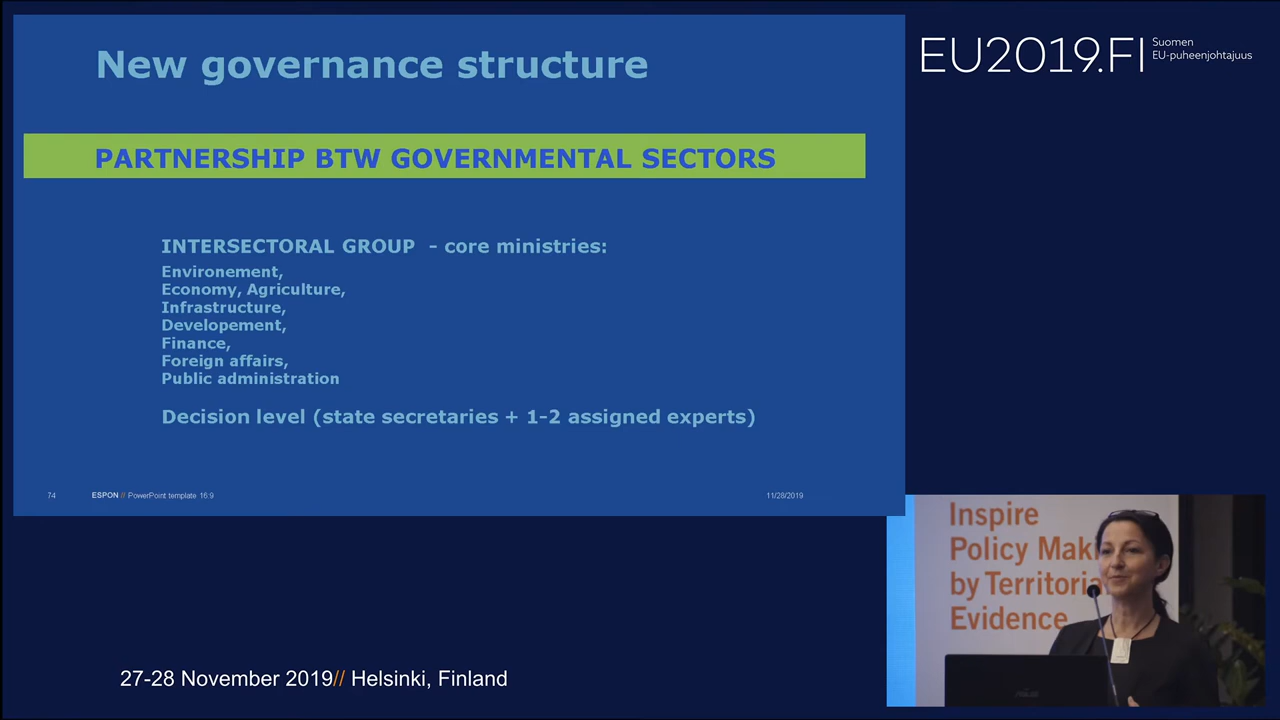 New governance structure
PARTNERSHIP BTW GOVERNMENTAL SECTORS
INTERSECTORAL GROUP - core ministries:
Environement,
Economy, Agriculture,
Infrastructure,
Developement,
Finance,
Foreign affairs,
Public administration
Decision level (state secretaries + 1-2 assigned experts)
74 ESPON // PowerPoint template 16:9 11/28/2019
EU2019.FI
Suomen
EU-puheenjohtajuus
Inspire
Policy Maki
by Territoria
Evidence
ASUS
27-28 November 2019// Helsinki, Finland